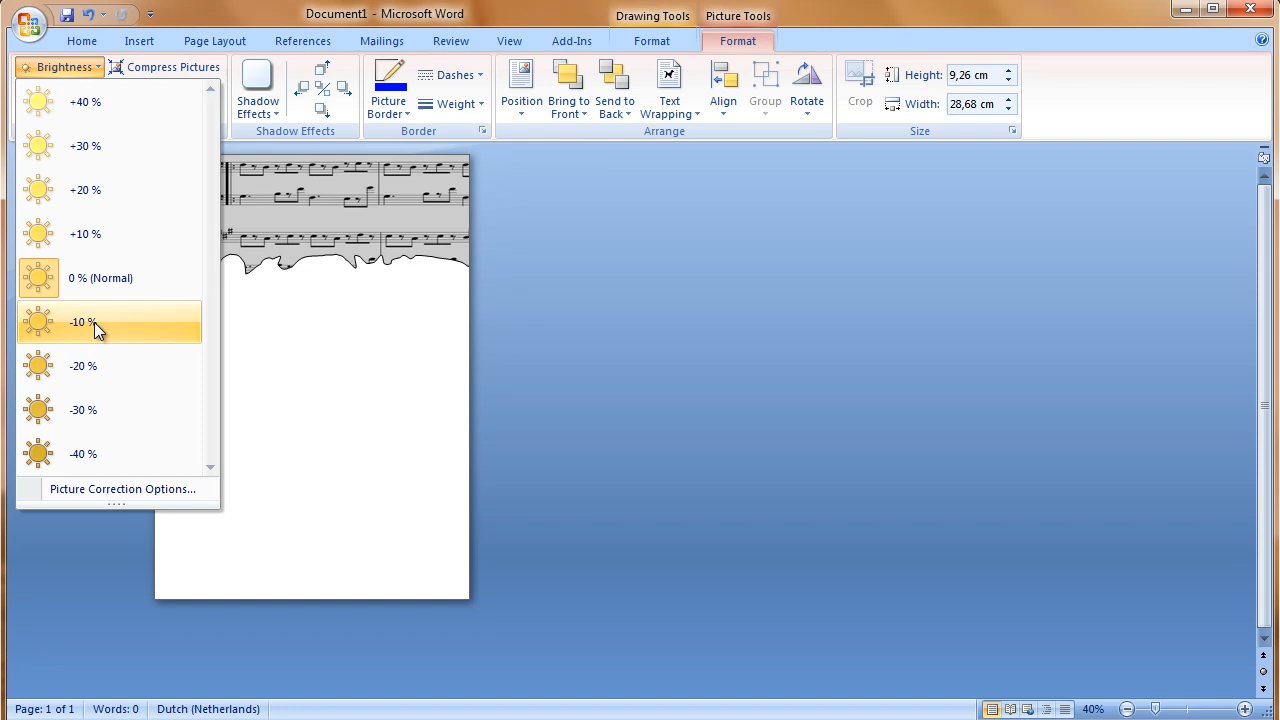 Document1 - Microsoft Word
Drawing Tools
Picture Tools
Home
Insert
Page Layout
References
Mailings
Review
View
Add-Ins
Format
Format
Brightness
Compress Pictures
+40 %
+30 %
+20 %
+10 %
0 % (Normal)
-10 %
-20 %
-30 %
-40 %
Picture Correction Options...
Shadow
Effects
Shadow Effects
Picture
Border
Dashes
Weight
Border
Position
Bring to
Front
Send to
Back
Text
Wrapping
Align
Group
Rotate
Arrange
Crop
Height:
9,26 cm
Width:
28,68 cm
Size
Page: 1 of 1
Words: 0
Dutch (Netherlands)
40%